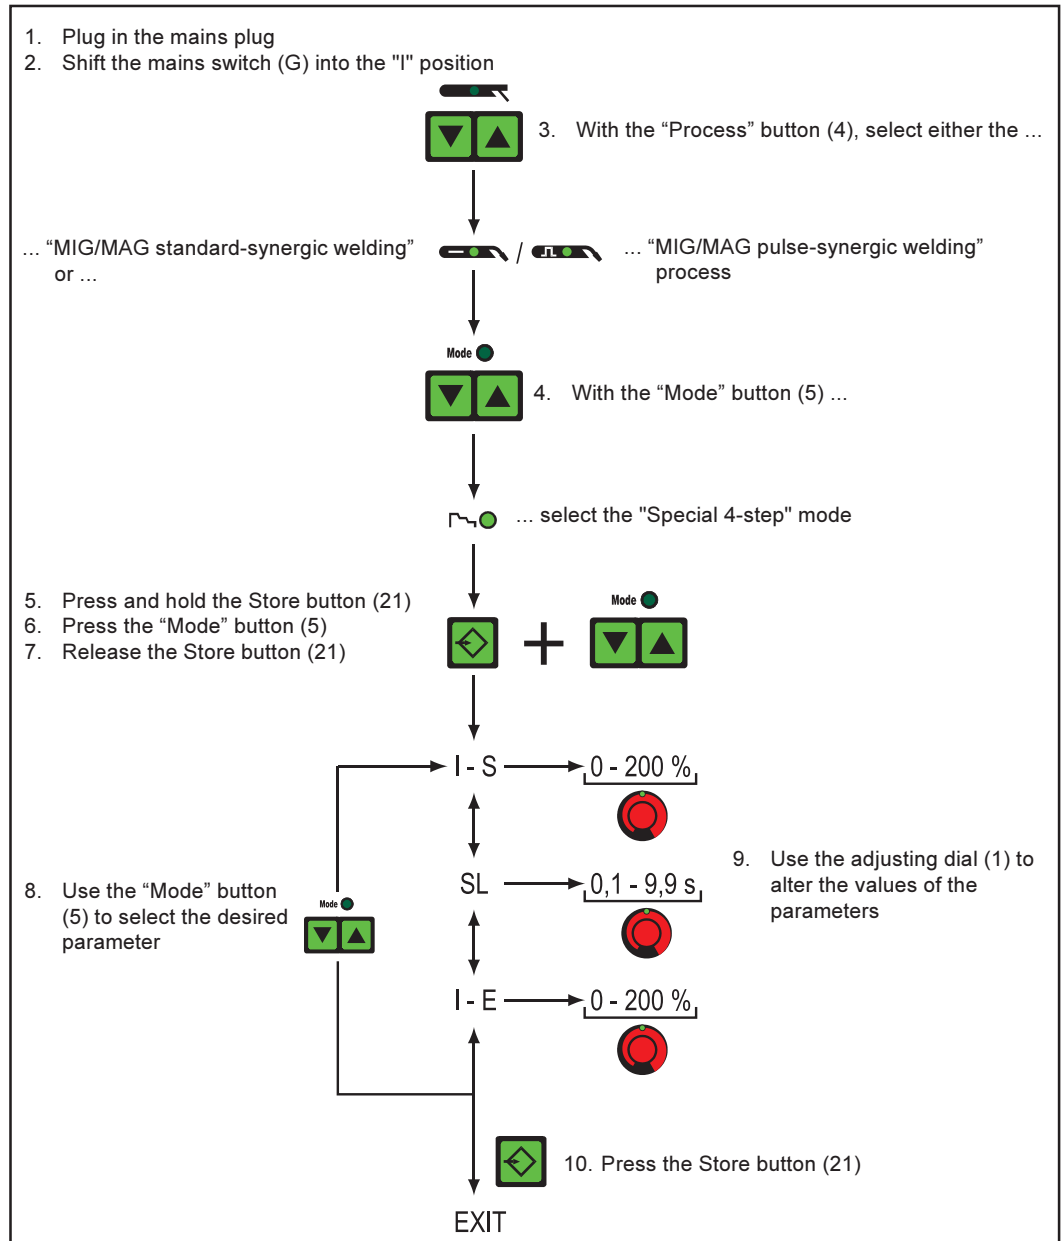 1. Plug in the mains plug
2. Shift the mains switch (G) into the "I" position
3. With the “Process” button (4), select either the ...
... “MIG/MAG standard-synergic welding”
or ...
/
... “MIG/MAG pulse-synergic welding”
process
Mode
4. With the “Mode” button (5) ...
... select the "Special 4-step" mode
5. Press and hold the Store button (21)
6. Press the “Mode” button (5)
7. Release the Store button (21)
+
Mode
I - S
0 - 200 %
8. Use the “Mode” button
(5) to select the desired
parameter
Mode
SL
0,1 - 9,9 s
9. Use the adjusting dial (1) to
alter the values of the
parameters
I - E
0 - 200 %
10. Press the Store button (21)
EXIT